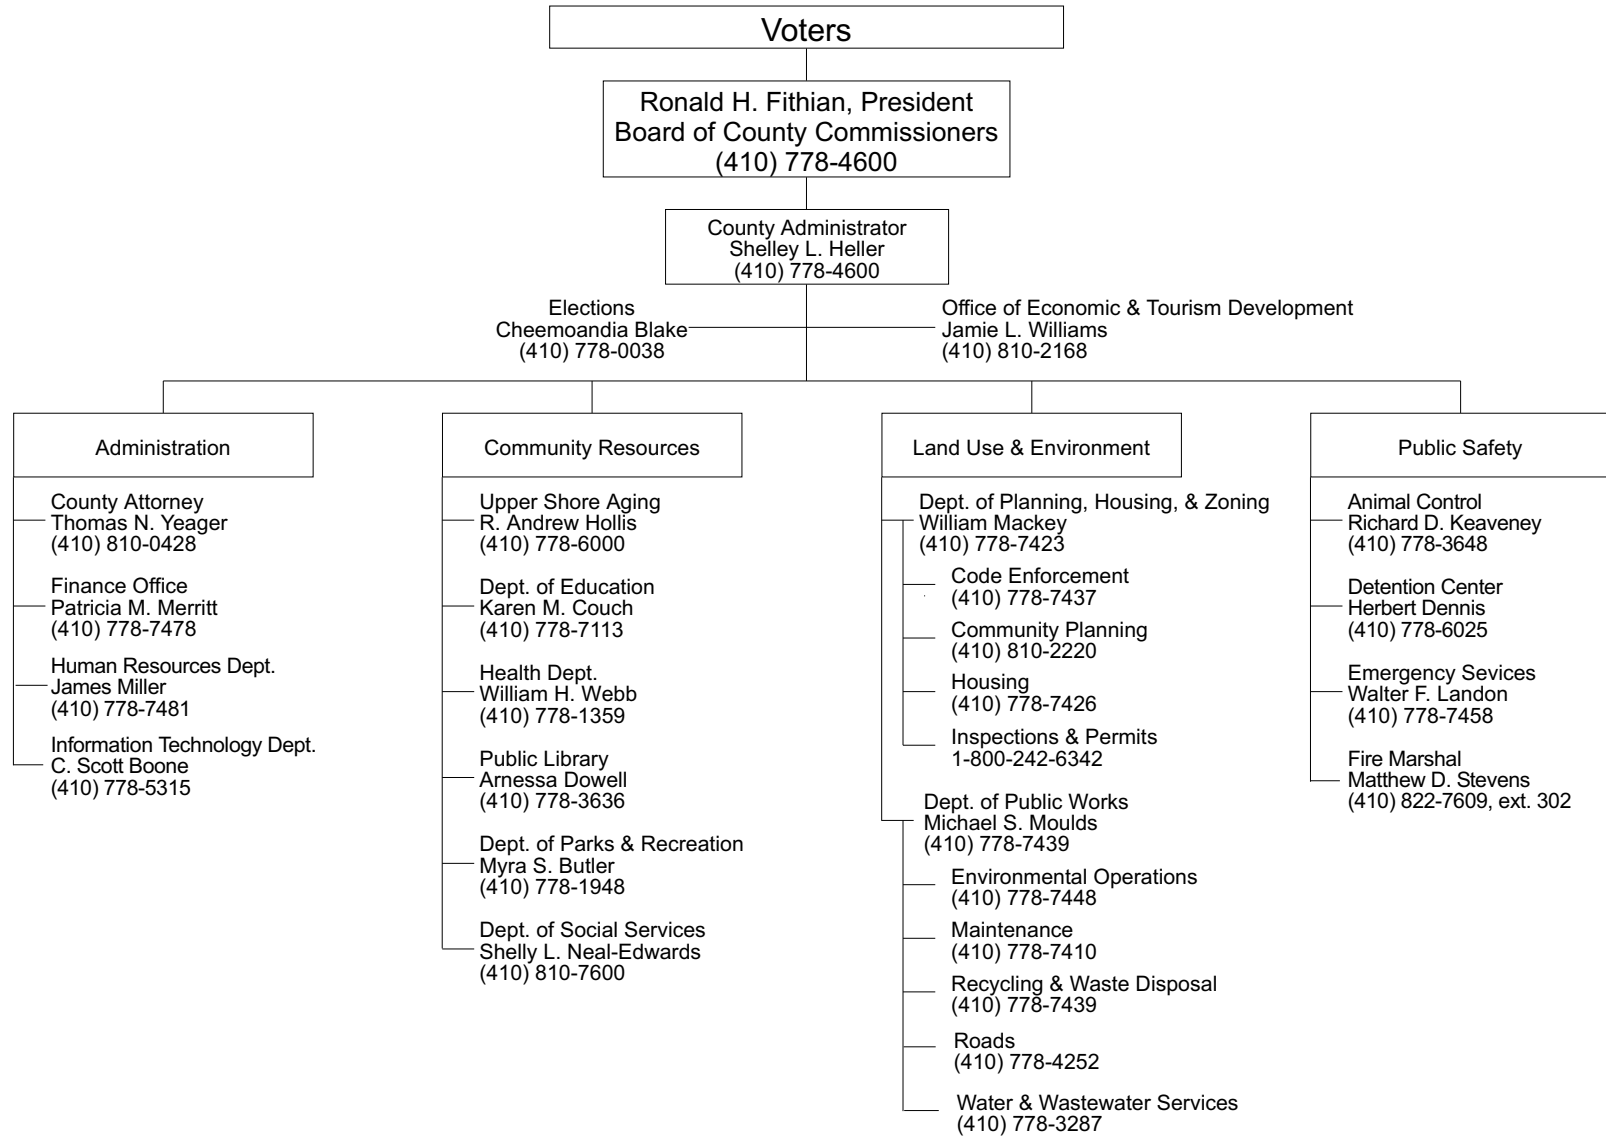 Voters
Ronald H. Fithian, President
Board of County Commissioners
(410) 778-4600
County Administrator
Shelley L. Heller
(410) 778-4600
Elections
Cheemoandia Blake
(410) 778-0038
Office of Economic & Tourism Development
Jamie L. Williams
(410) 810-2168
Administration
County Attorney
Thomas N. Yeager
(410) 810-0428
Finance Office
Patricia M. Merritt
(410) 778-7478
Human Resources Dept.
James Miller
(410) 778-7481
Information Technology Dept.
C. Scott Boone
(410) 778-5315
Community Resources
Upper Shore Aging
R. Andrew Hollis
(410) 778-6000
Dept. of Education
Karen M. Couch
(410) 778-7113
Health Dept.
William H. Webb
(410) 778-1359
Public Library
Arnessa Dowell
(410) 778-3636
Dept. of Parks & Recreation
Myra S. Butler
(410) 778-1948
Dept. of Social Services
Shelly L. Neal-Edwards
(410) 810-7600
Land Use & Environment
Dept. of Planning, Housing, & Zoning
William Mackey
(410) 778-7423
Code Enforcement
(410) 778-7437
Community Planning
(410) 810-2220
Housing
(410) 778-7426
Inspections & Permits
1-800-242-6342
Dept. of Public Works
Michael S. Moulds
(410) 778-7439
Environmental Operations
(410) 778-7448
Maintenance
(410) 778-7410
Recycling & Waste Disposal
(410) 778-7439
Roads
(410) 778-4252
Water & Wastewater Services
(410) 778-3287
Public Safety
Animal Control
Richard D. Keaveney
(410) 778-3648
Detention Center
Herbert Dennis
(410) 778-6025
Emergency Sevices
Walter F. Landon
(410) 778-7458
Fire Marshal
Matthew D. Stevens
(410) 822-7609, ext. 302